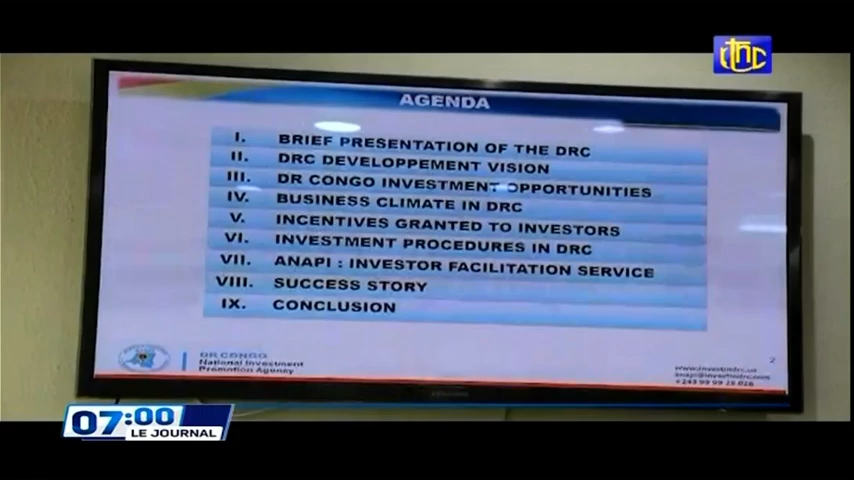 rtnc
AGENDA
I. BRIEF PRESENTATION OF THE DRC
II. DRC DEVELOPPEMENT VISION
III. DR CONGO INVESTMENT OPPORTUNITIES
IV. BUSINESS CLIMATE IN DRC
V. INCENTIVES GRANTED TO INVESTORS
VI. INVESTMENT PROCEDURES IN DRC
VII. ANAPI : INVESTOR FACILITATION SERVICE
VIII. SUCCESS STORY
IX. CONCLUSION
2
DR CONGO
National Investment
Promotion Agency
07:00
LE JOURNAL